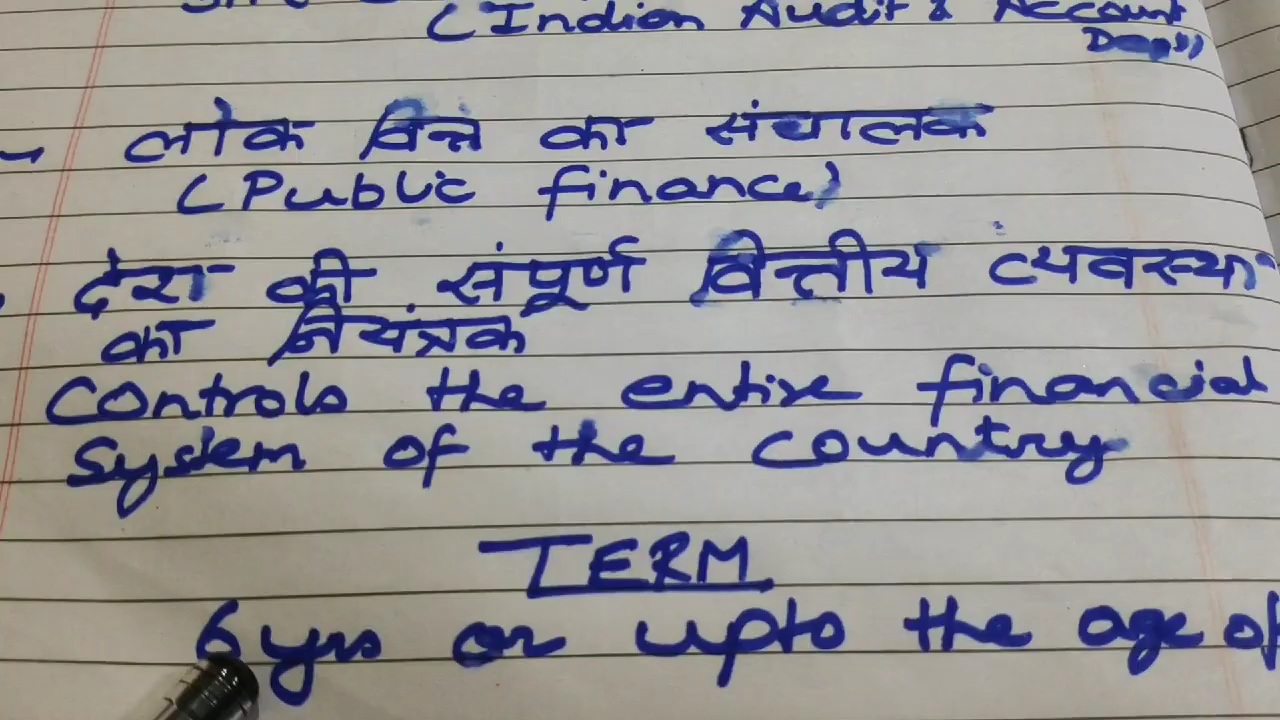 (Indian Audit & Account
Dept)
लोक वित्त का संचालक
(Public finance)
देश की संपूर्ण वित्तीय व्यवस्था
का नियंत्रक
Controls the entire financial
System of the country
TERM
6 yrs or upto the age of